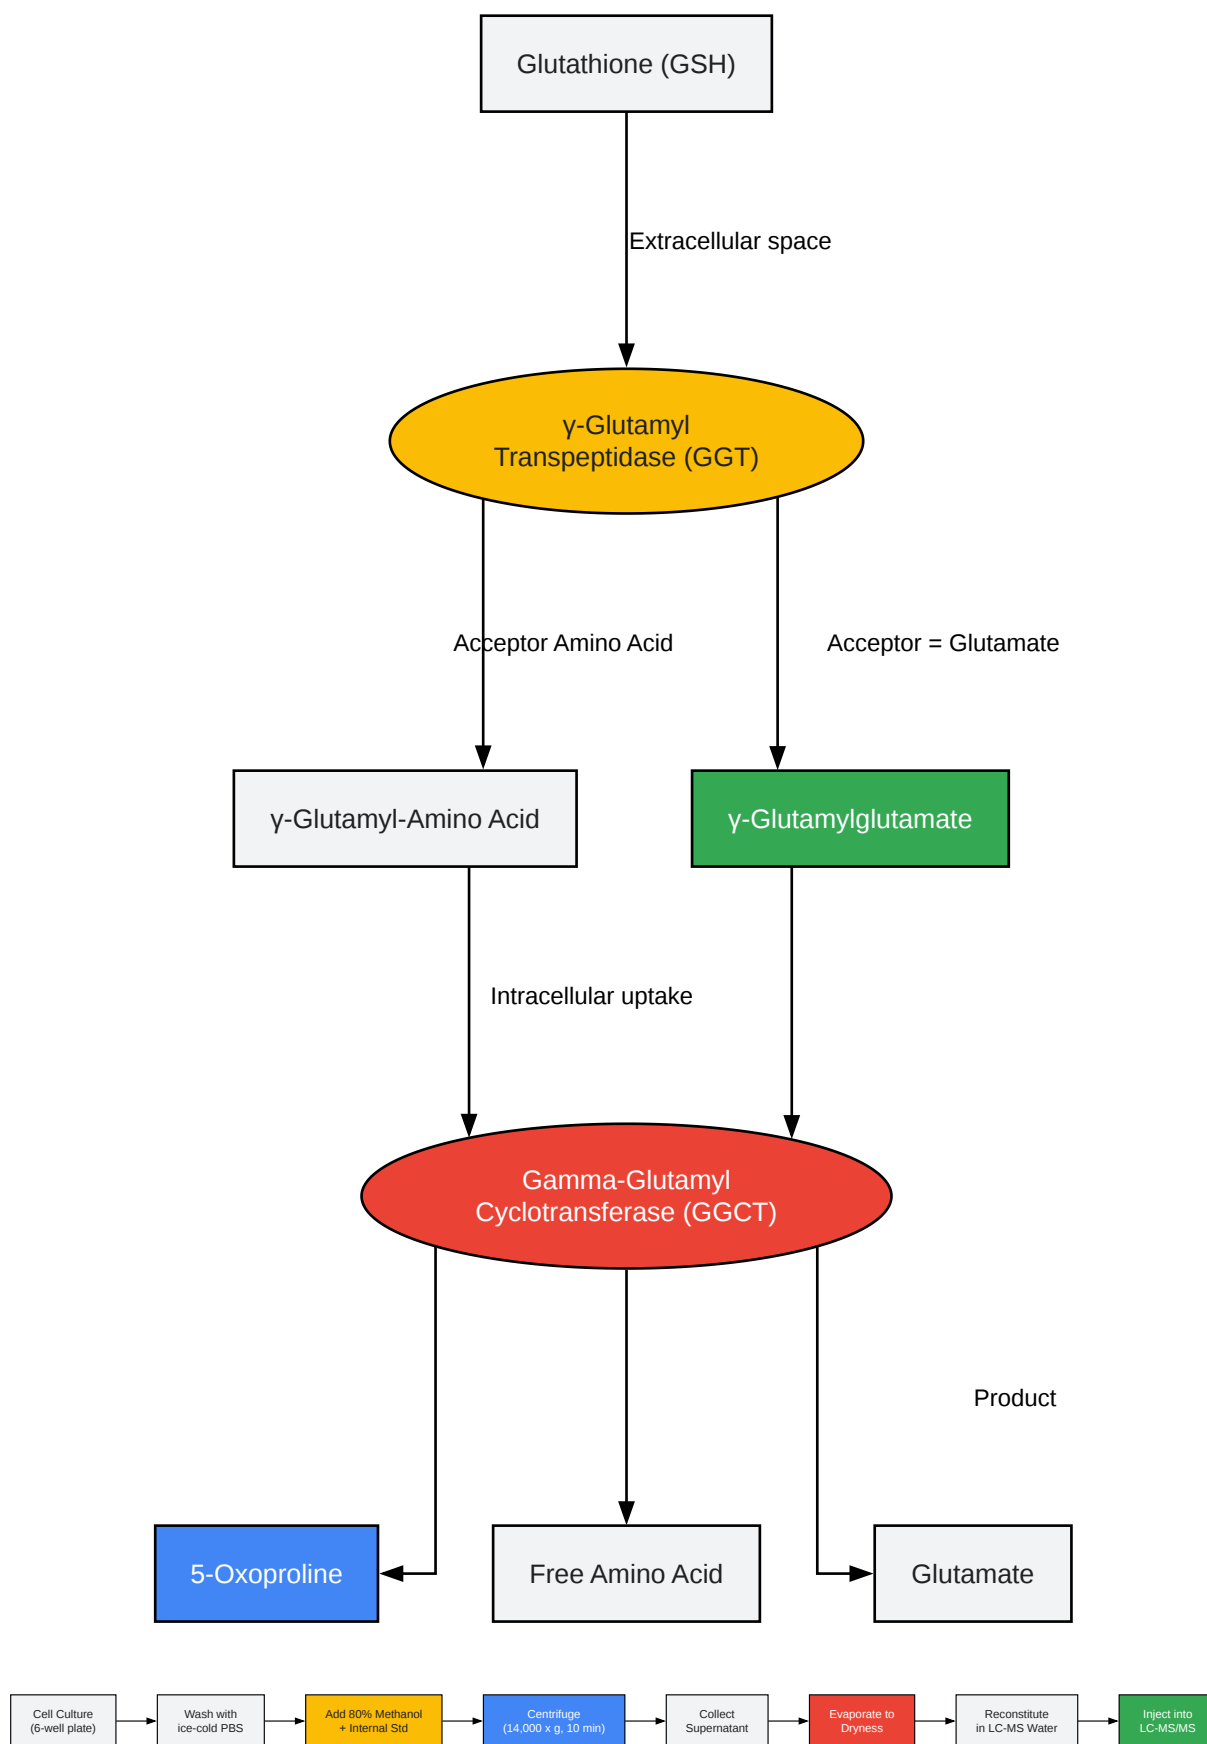 Glutathione (GSH)
Extracellular space
γ-Glutamyl
Transpeptidase (GGT)
Acceptor Amino Acid
Acceptor = Glutamate
γ-Glutamyl-Amino Acid
γ-Glutamylglutamate
Intracellular uptake
Gamma-Glutamyl
Cyclotransferase (GGCT)
Product
5-Oxoproline
Free Amino Acid
Glutamate
Cell Culture
(6-well plate)
Wash with
ice-cold PBS
Add 80% Methanol
+ Internal Std
Centrifuge
(14,000 x g, 10 min)
Collect
Supernatant
Evaporate to
Dryness
Reconstitute
in LC-MS Water
Inject into
LC-MS/MS